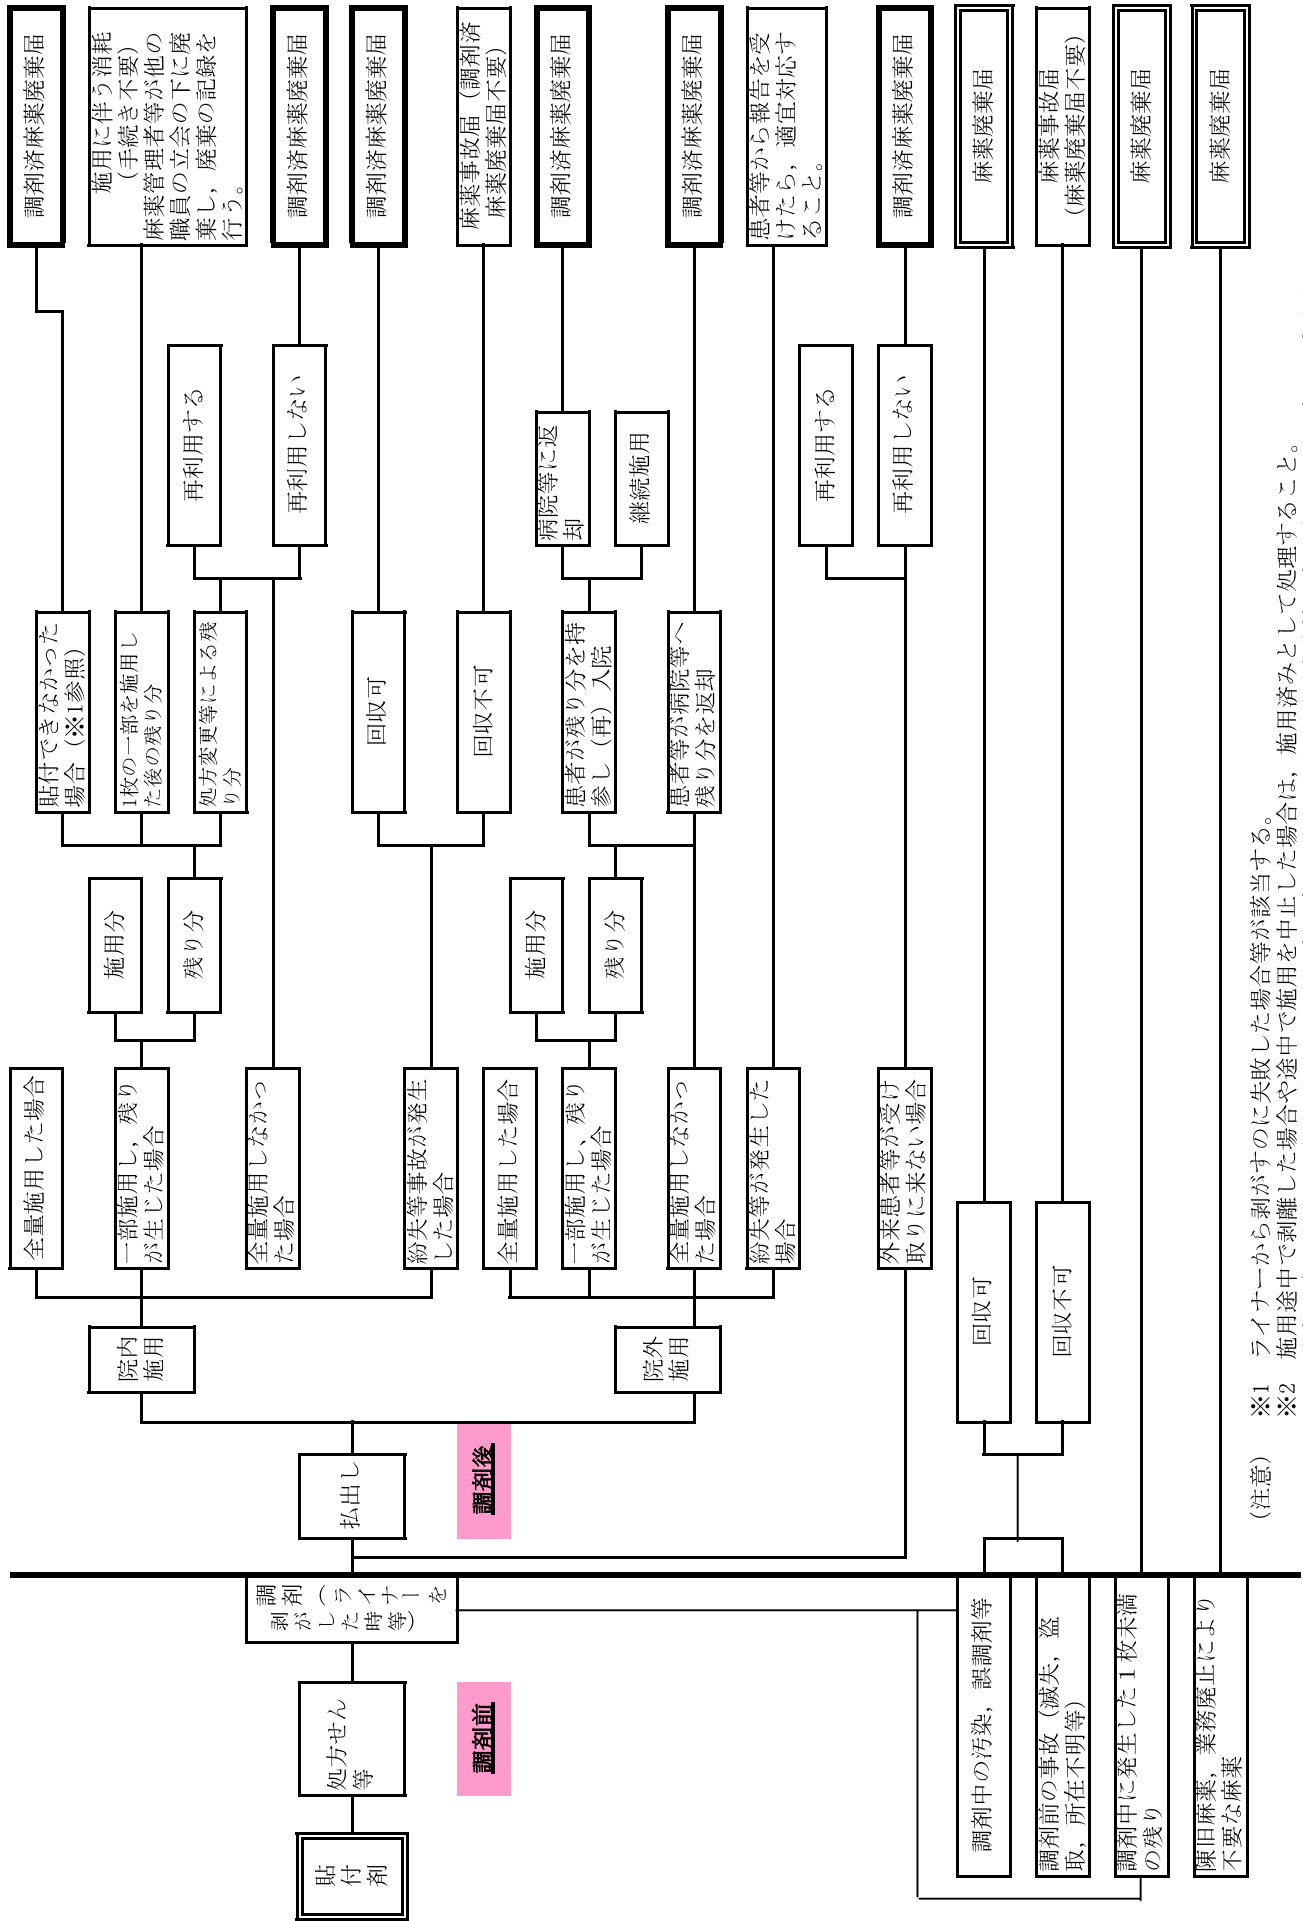 貼
付
剤
処方せん
等
調剤前
調
剤（ライナーを
剥がした時
等）
調剤中の汚染，誤調剤等
調剤前の事故（滅失，盗
取，所在不明等）
調剤中に発生した１枚未満
の残り
陳旧麻薬，業務廃止により
不要な麻薬
払出し
調剤後
院内
施用
院外
施用
回収可
回収不可
全量施用した場合
一部施用し，残り
が生じた場合
全量施用しなかっ
た場合
紛失等事故が発生
した場合
全量施用した場合
一部施用し、残り
が生じた場合
全量施用しなかっ
た場合
紛失等が発生した
場合
外来患者等が受け
取りに来ない場合
施用分
残り分
施用分
残り分
貼付できなかった
場合（※1参照）
1枚の一部を施用し
た後の残り分
処方変更等による残
り分
回収可
回収不可
患者が残り分を持
参し（再）入院
患者等が病院等へ
残り分を返却
再利用する
再利用しない
病院等に返
却
継続施用
再利用する
再利用しない
調剤済麻薬廃棄届
施用に伴う消耗
（手続き不要）
麻薬管理者等が他の
職員の立会の下に廃
棄し，廃棄の記録を
行う。
調剤済麻薬廃棄届
調剤済麻薬廃棄届
麻薬事故届（調剤済
麻薬廃棄届不要）
調剤済麻薬廃棄届
調剤済麻薬廃棄届
患者等から報告を受
けたら，適宜対応す
ること。
調剤済麻薬廃棄届
麻薬廃棄届
麻薬事故届
（麻薬廃棄届不要）
麻薬廃棄届
麻薬廃棄届
（注意） ※1 ライナーから剥がすのに失敗した場合等が該当する。
※2 施用途中で剥離した場合や途中で施用を中止した場合は，施用済みとして処理すること。